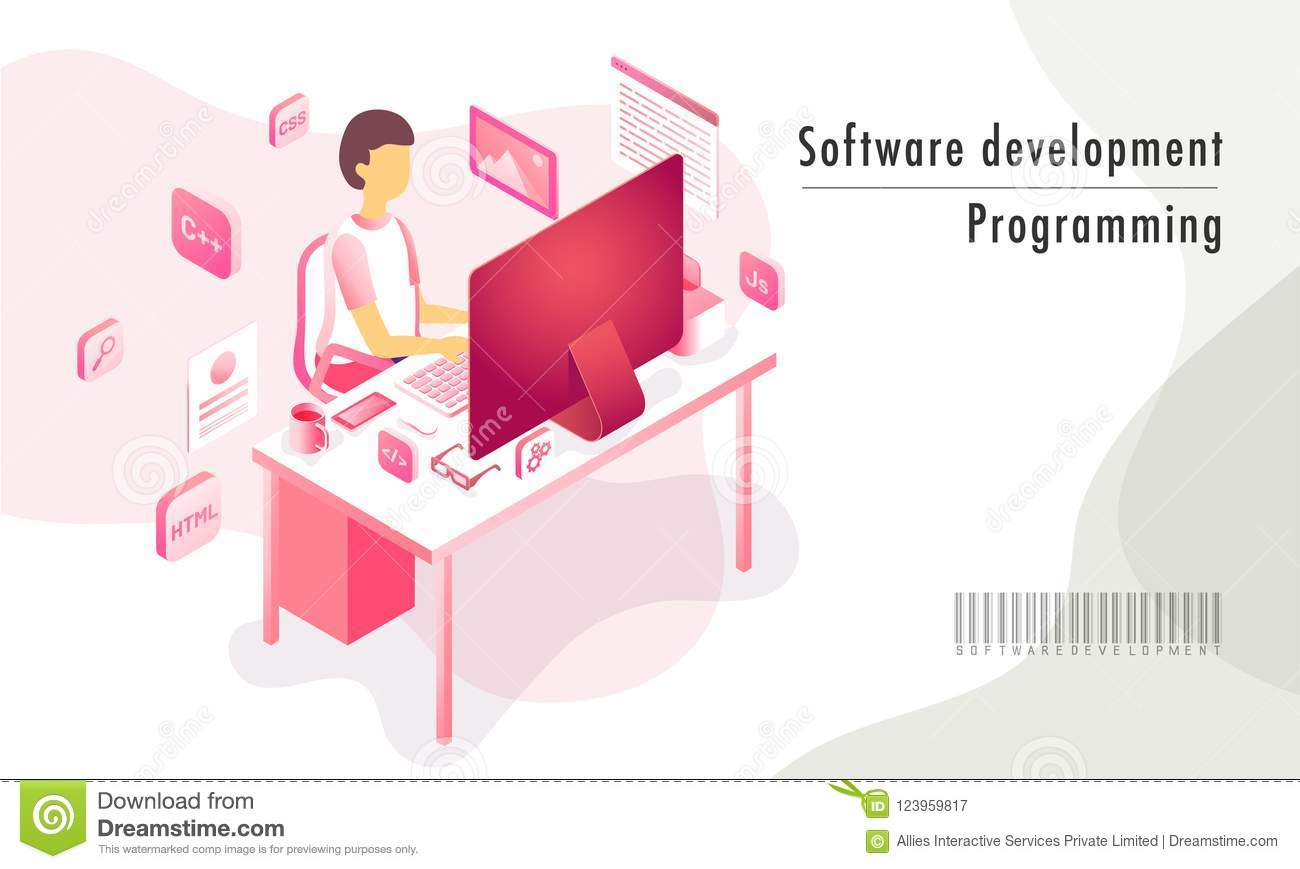 Software development
Programming
CSS
C++
Js
</>
HTML
SOFTWAREDEVELOPMENT
dreamstime
Download from
Dreamstime.com
This watermarked comp image is for previewing purposes only.
ID 123959817
© Allies Interactive Services Private Limited | Dreamstime.com